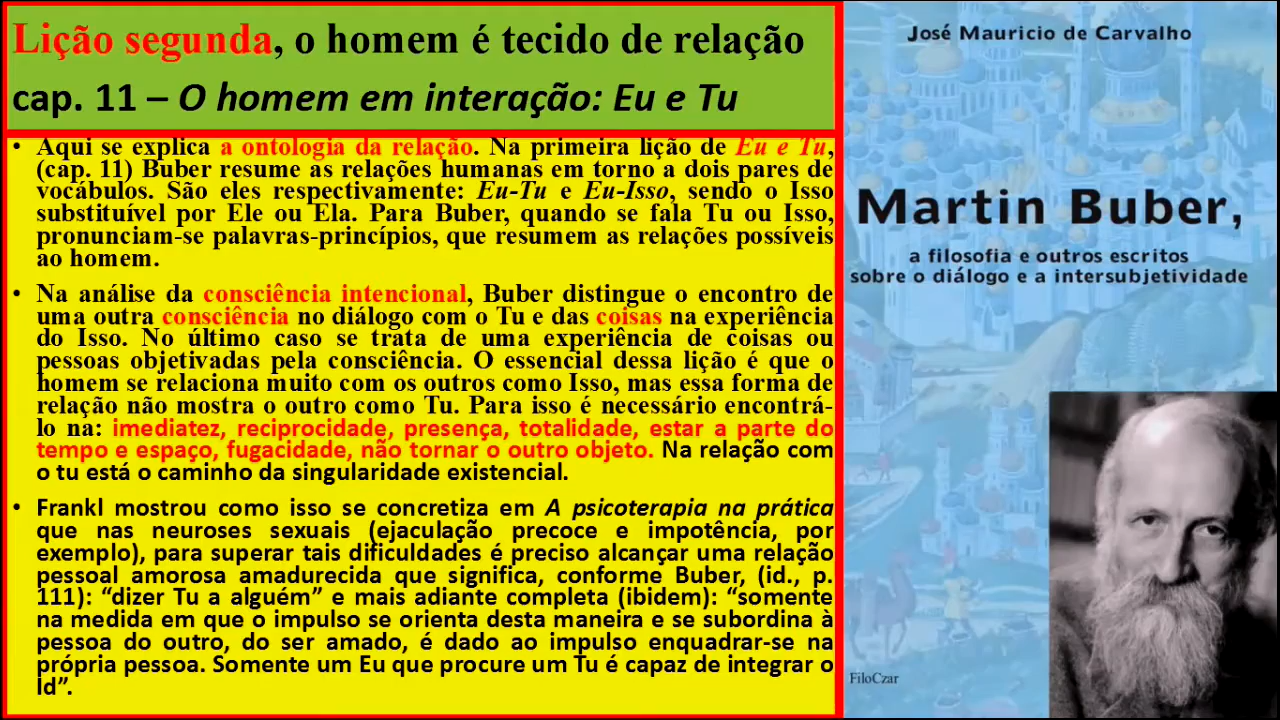 Lição segunda, o homem é tecido de relação
cap. 11 – O homem em interação: Eu e Tu
• Aqui se explica a ontologia da relação. Na primeira lição de Eu e Tu,
(cap. 11) Buber resume as relações humanas em torno a dois pares de
vocábulos. São eles respectivamente: Eu-Tu e Eu-Isso, sendo o Isso
substituível por Ele ou Ela. Para Buber, quando se fala Tu ou Isso,
pronunciam-se palavras-princípios, que resumem as relações possíveis
ao homem.
• Na análise da consciência intencional, Buber distingue o encontro de
uma outra consciência no diálogo com o Tu e das coisas na experiência
do Isso. No último caso se trata de uma experiência de coisas ou
pessoas objetivadas pela consciência. O essencial dessa lição é que o
homem se relaciona muito com os outros como Isso, mas essa forma de
relação não mostra o outro como Tu. Para isso é necessário encontrá-
lo na: imediatez, reciprocidade, presença, totalidade, estar a parte do
tempo e espaço, fugacidade, não tornar o outro objeto. Na relação com
o tu está o caminho da singularidade existencial.
• Frankl mostrou como isso se concretiza em A psicoterapia na prática
que nas neuroses sexuais (ejaculação precoce e impotência, por
exemplo), para superar tais dificuldades é preciso alcançar uma relação
pessoal amorosa amadurecida que significa, conforme Buber, (id., p.
111): “dizer Tu a alguém” e mais adiante completa (ibidem): “somente
na medida em que o impulso se orienta desta maneira e se subordina à
pessoa do outro, do ser amado, é dado ao impulso enquadrar-se na
própria pessoa. Somente um Eu que procure um Tu é capaz de integrar o
Id”.
José Mauricio de Carvalho
Martin Buber,
a filosofia e outros escritos
sobre o diálogo e a intersubjetividade
FiloCzar